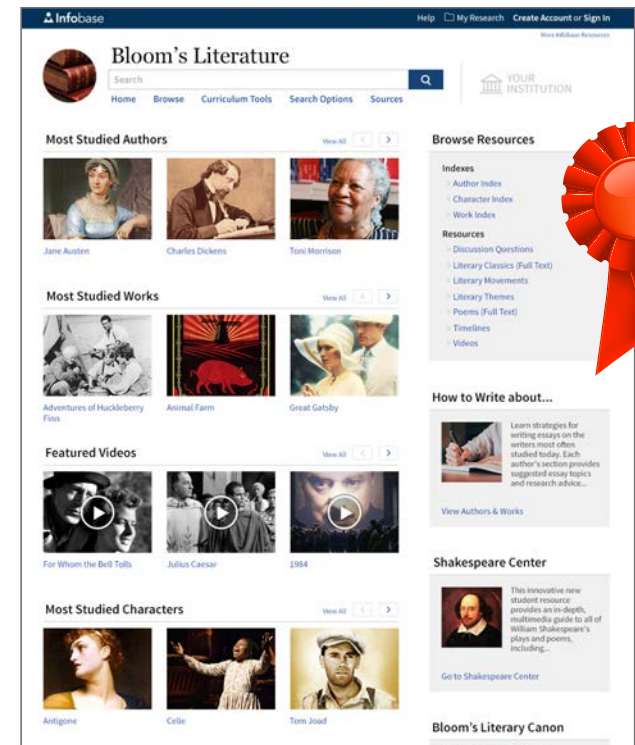 Infobase
Help My Research Create Account or Sign In
More Infobase Resources
Bloom's Literature
Search
YOUR
INSTITUTION
Home Browse Curriculum Tools Search Options Sources
Most Studied Authors
View All
Jane Austen
Charles Dickens
Toni Morrison
Most Studied Works
View All
Adventures of Huckleberry
Finn
Animal Farm
Great Gatsby
Featured Videos
View All
For Whom the Bell Tolls
Julius Caesar
1984
Most Studied Characters
View All
Antigone
Celie
Tom Joad
Browse Resources
Indexes
Author Index
Character Index
Work Index
Resources
Discussion Questions
Literary Classics (Full Text)
Literary Movements
Literary Themes
Poems (Full Text)
Timelines
Videos
How to Write about...
Learn strategies for
writing essays on the
writers most often
studied today. Each
author's section provides
suggested essay topics
and research advice...
View Authors & Works
Shakespeare Center
This innovative new
student resource
provides an in-depth,
multimedia guide to all of
William Shakespeare's
plays and poems,
including...
Go to Shakespeare Center
Bloom's Literary Canon